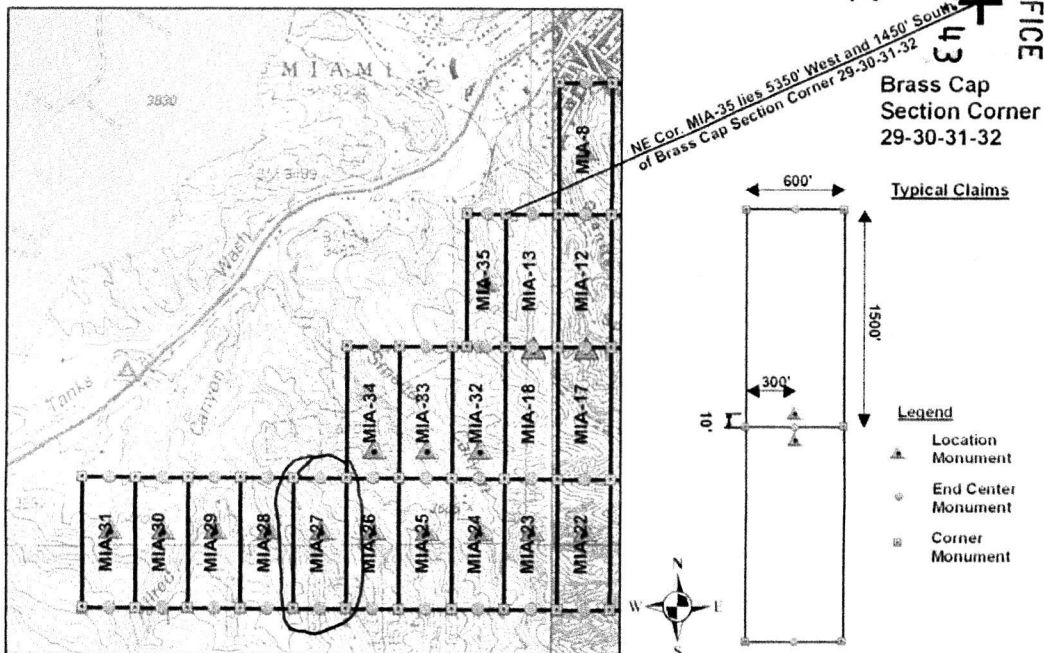 FICE
43
Brass Cap
Section Corner
29-30-31-32
NE Cor. MIA-35 lies 5350' West and 1450' South
of Brass Cap Section Corner 29-30-31-32
MIAMI
3830
MIA-8
Wash
MIA-35
MIA-13
MIA-12
Tanks
Canyon
MIA-34
MIA-33
MIA-32
MIA-18
MIA-17
MIA-31
MIA-30
MIA-29
MIA-28
MIA-27
MIA-26
MIA-25
MIA-24
MIA-23
MIA-22
Typical Claims
600'
1500'
300'
10'
Legend
Location
Monument
End Center
Monument
Corner
Monument
N
W
E
S